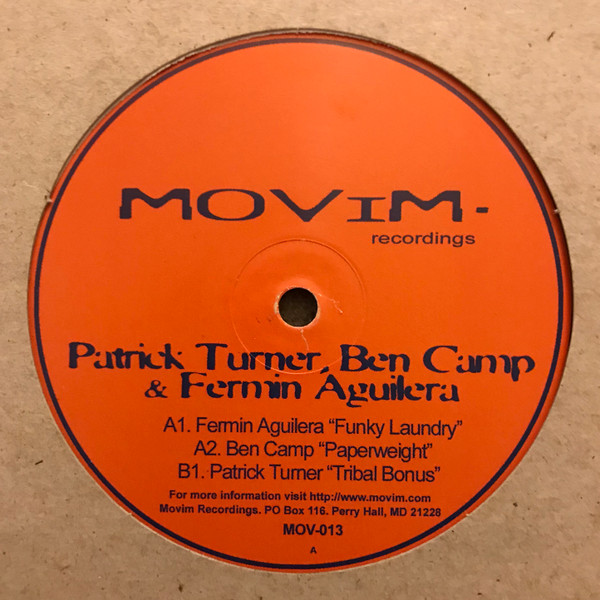 MOVIM.
recordings
Patrick Turner, Ben Camp
& Fermin Aguilera
A1. Fermin Aguilera "Funky Laundry"
A2. Ben Camp "Paperweight"
B1. Patrick Turner "Tribal Bonus"
For more information visit http://www.movim.com
Movim Recordings. PO Box 116. Perry Hall, MD 21228
MOV-013
A